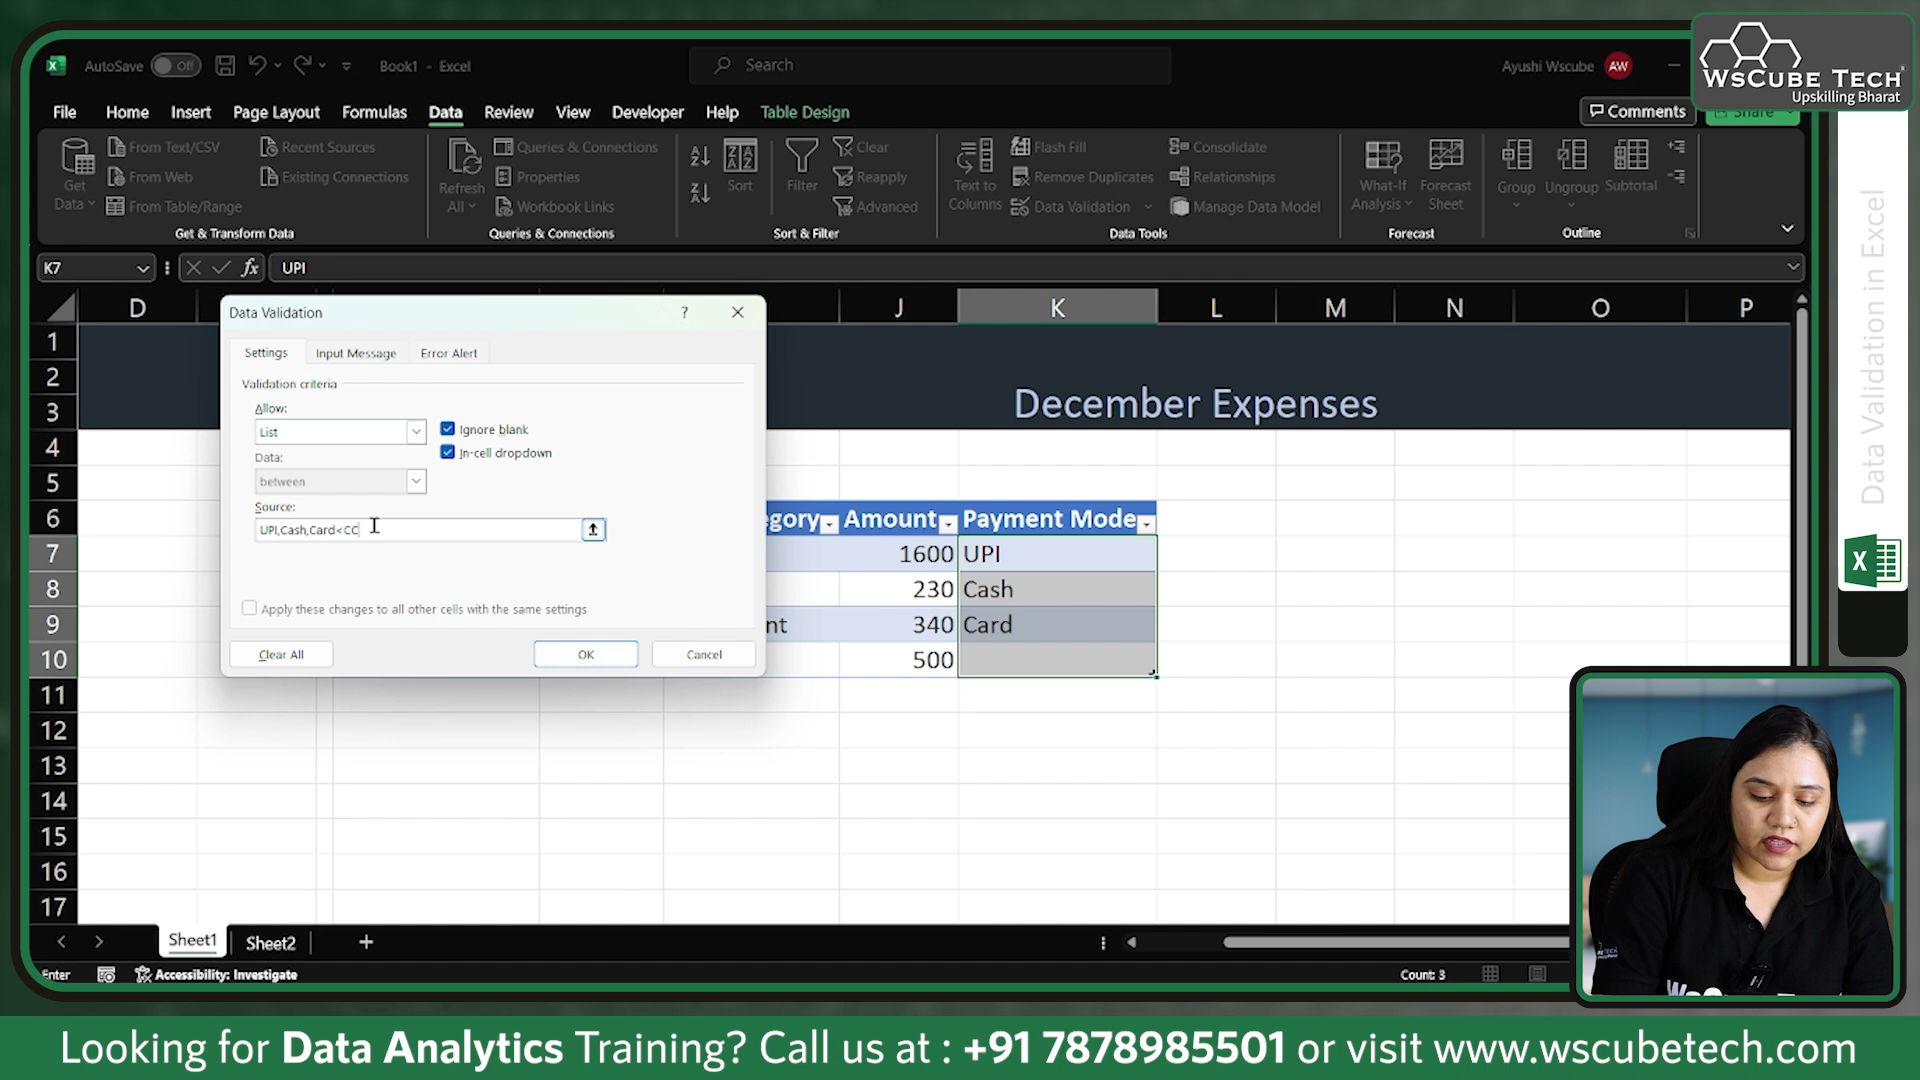 AutoSave Off Book1 - Excel Search Ayushi Wscube AW
WsCube Tech
Upskilling Bharat
File Home Insert Page Layout Formulas Data Review View Developer Help Table Design Comments Share
Get Data From Text/CSV Recent Sources
From Web Existing Connections
From Table/Range
Get & Transform Data
Refresh All Queries & Connections
Properties
Workbook Links
Queries & Connections
Sort Filter Clear
Reapply
Advanced
Sort & Filter
Text to Columns Flash Fill Consolidate
Remove Duplicates Relationships
Data Validation Manage Data Model
Data Tools
What-If Analysis Forecast Sheet
Forecast
Group Ungroup Subtotal
Outline
K7 fx UPI
D J K L M N O P
Data Validation ?
Settings Input Message Error Alert
Validation criteria
Allow:
List Ignore blank
Data: In-cell dropdown
between
Source:
UPI,Cash,Card<CC
Apply these changes to all other cells with the same settings
Clear All OK Cancel
1
2
3 December Expenses
4
5
6 egory Amount Payment Mode
7 1600 UPI
8 230 Cash
9 nt 340 Card
10 500
11
12
13
14
15
16
17
Sheet1 Sheet2
Enter Accessibility: Investigate Count: 3
Data Validation in Excel
Looking for Data Analytics Training? Call us at : +91 7878985501 or visit www.wscubetech.com